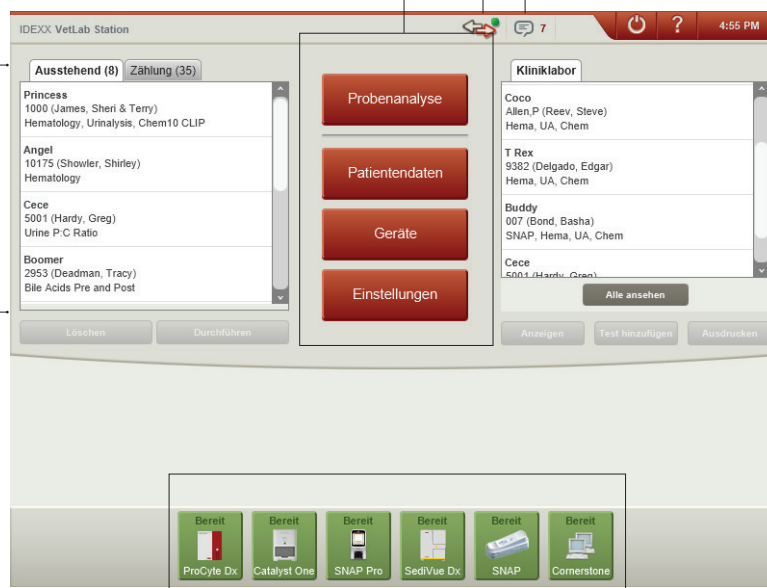 IDEXX VetLab Station
7
?
4:55 PM
Ausstehend (8)
Zählung (35)
Princess
1000 (James, Sheri & Terry)
Hematology, Urinalysis, Chem10 CLIP
Angel
10175 (Showler, Shirley)
Hematology
Cece
5001 (Hardy, Greg)
Urine P:C Ratio
Boomer
2953 (Deadman, Tracy)
Bile Acids Pre and Post
Löschen
Durchführen
Probenanalyse
Patientendaten
Geräte
Einstellungen
Kliniklabor
Coco
Allen,P (Reev, Steve)
Hema, UA, Chem
T Rex
9382 (Delgado, Edgar)
Hema, UA, Chem
Buddy
007 (Bond, Basha)
SNAP, Hema, UA, Chem
Cece
5001 (Hardy, Greg)
Alle ansehen
Anzeigen
Test hinzufügen
Ausdrucken
Bereit
ProCyte Dx
Bereit
Catalyst One
Bereit
SNAP Pro
Bereit
SediVue Dx
Bereit
SNAP
Bereit
Cornerstone